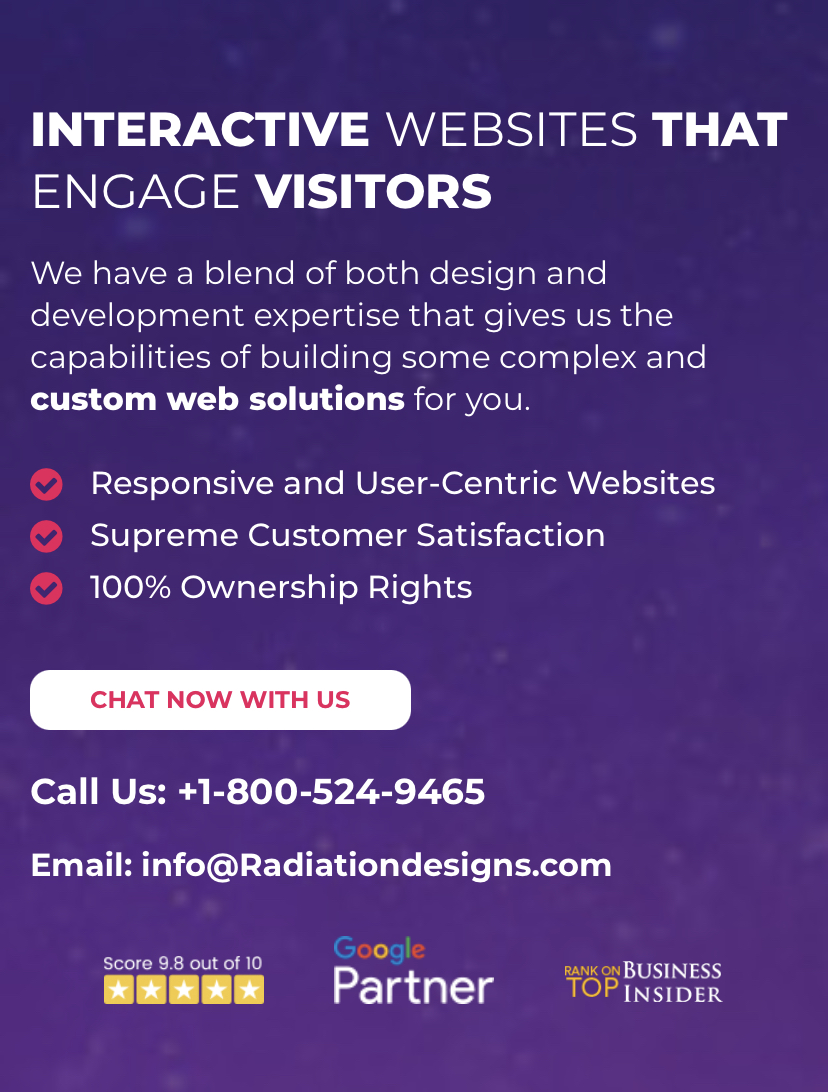 INTERACTIVE WEBSITES THAT
ENGAGE VISITORS
We have a blend of both design and
development expertise that gives us the
capabilities of building some complex and
custom web solutions for you.
Responsive and User-Centric Websites
Supreme Customer Satisfaction
100% Ownership Rights
CHAT NOW WITH US
Call Us: +1-800-524-9465
Email: info@Radiationdesigns.com
Score 9.8 out of 10
Google
Partner
RANK ON
TOP
BUSINESS
INSIDER